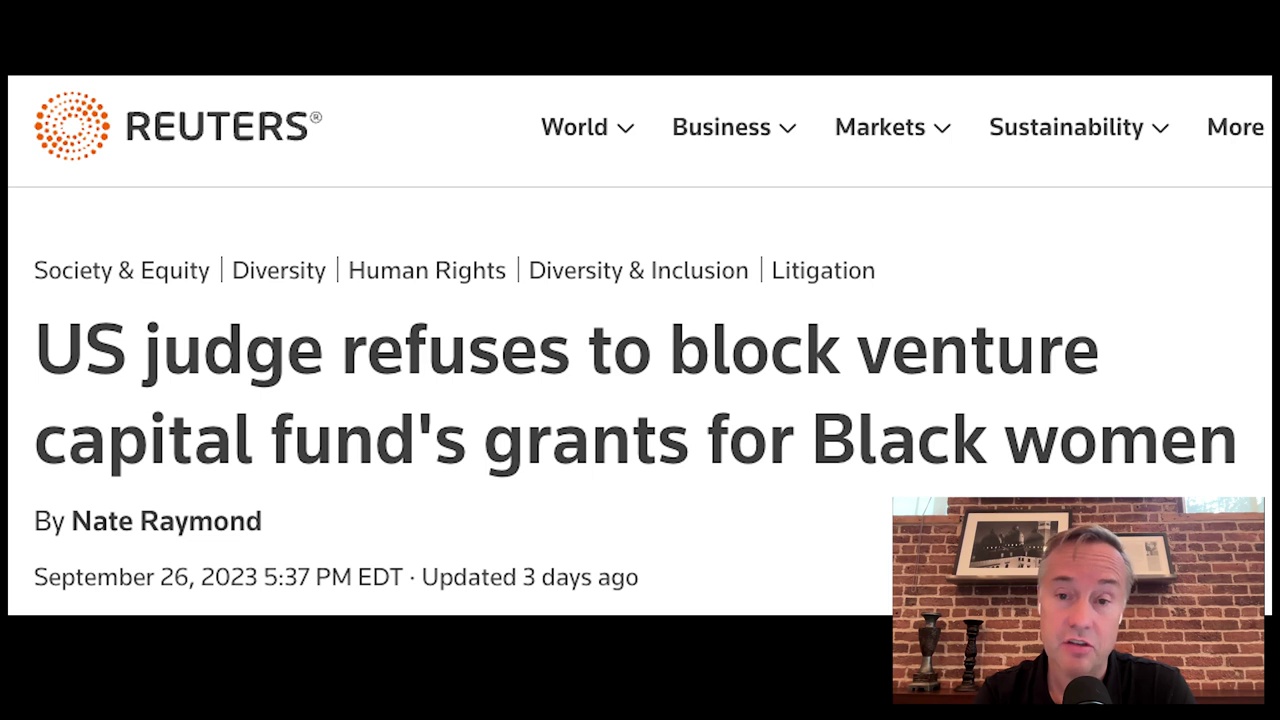 REUTERS®
World Business Markets Sustainability More
Society & Equity | Diversity | Human Rights | Diversity & Inclusion | Litigation
US judge refuses to block venture
capital fund's grants for Black women
By Nate Raymond
September 26, 2023 5:37 PM EDT · Updated 3 days ago